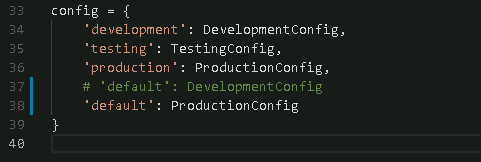 33 config = {
34     'development': DevelopmentConfig,
35     'testing': TestingConfig,
36     'production': ProductionConfig,
37     # 'default': DevelopmentConfig
38     'default': ProductionConfig
39 }
40